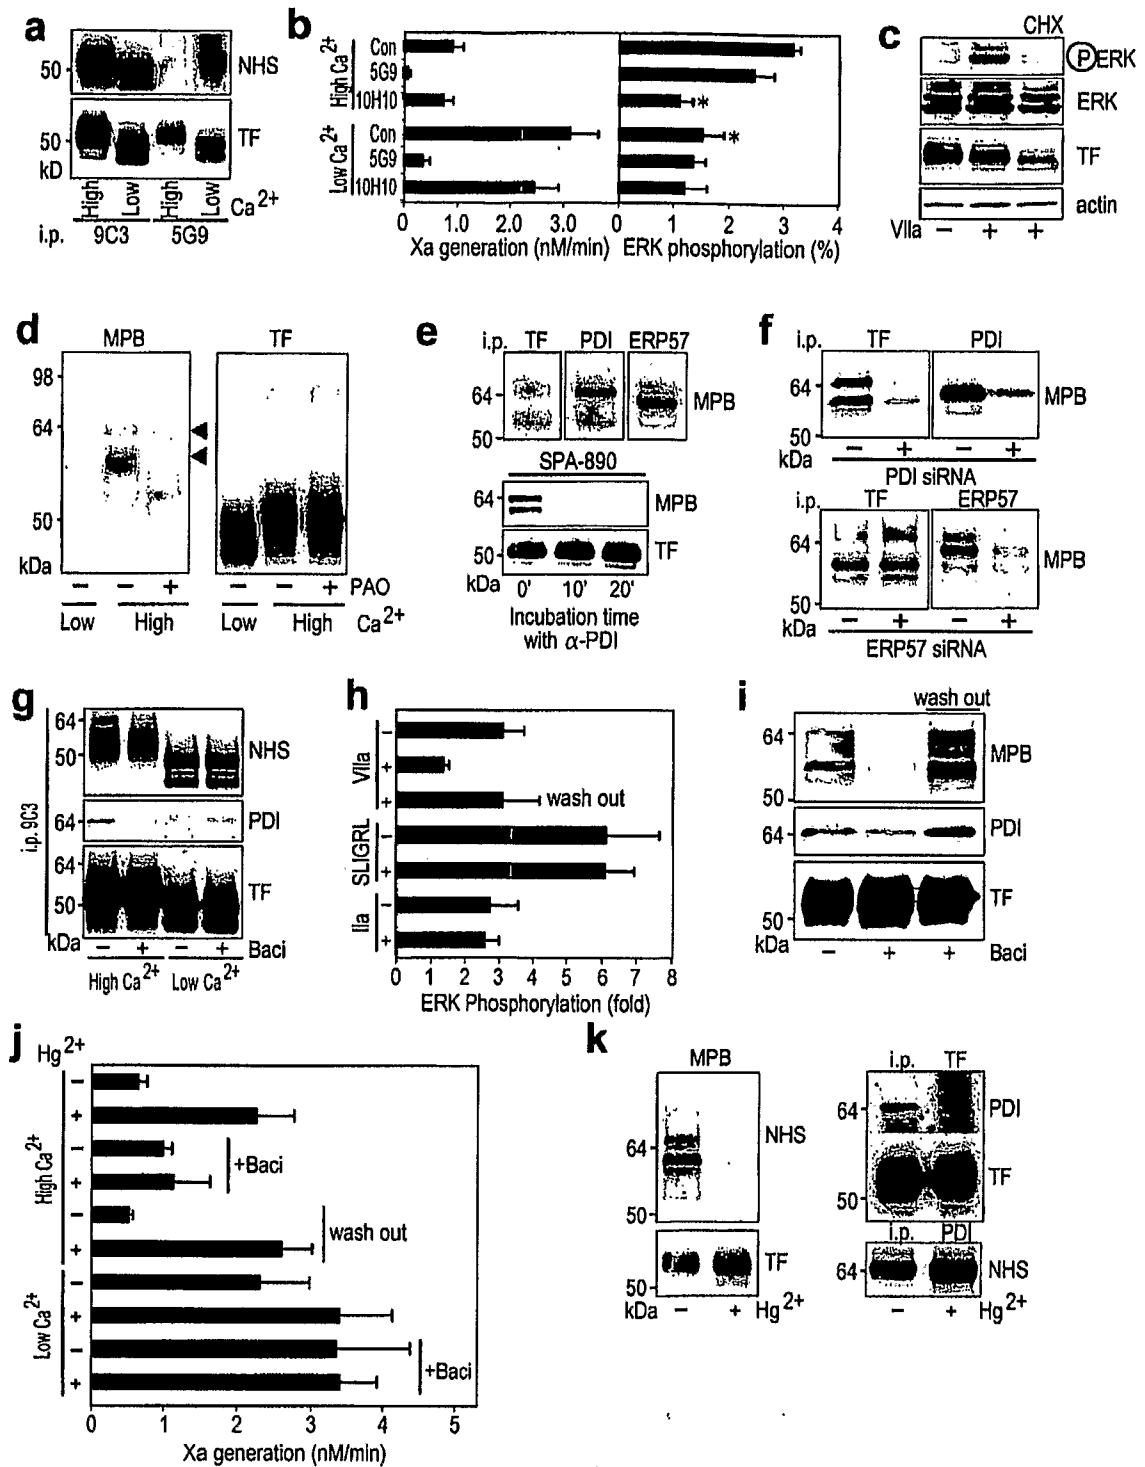 a
50
NHS
50
TF
kD
High Low High Low Ca2+
i.p. 9C3 5G9
b
High Ca2+
Con
5G9
10H10
*
Low Ca2+
Con
*
5G9
10H10
0 1.0 2.0 3.0 0 1 2 3 4
Xa generation (nM/min) ERK phosphorylation (%)
c
CHX
P ERK
ERK
TF
actin
VIIa − + +
d
MPB TF
98
64
50
kDa
− − + − − + PAO
Low High Low High Ca2+
e
i.p. TF PDI ERP57
64
MPB
50
SPA-890
64
MPB
50
TF
kDa 0' 10' 20'
Incubation time
with α-PDI
f
i.p. TF PDI
64
MPB
50
kDa − + − +
PDI siRNA
i.p. TF ERP57
64
MPB
50
kDa − + − +
ERP57 siRNA
g
i.p. 9C3
64
NHS
50
64
PDI
64
TF
50
kDa − + − + Baci
High Ca2+ Low Ca2+
h
VIIa
−
+
+ wash out
SLIGRL
−
+
IIa
−
+
0 1 2 3 4 5 6 7 8
ERK Phosphorylation (fold)
i
wash out
64
MPB
50
64
PDI
TF
50
kDa − + + Baci
j
Hg2+
High Ca2+
−
+
−
+Baci
+
−
wash out
+
Low Ca2+
−
+
−
+Baci
+
0 1 2 3 4 5
Xa generation (nM/min)
k
MPB
NHS
64
50
TF
50
kDa − + Hg2+
i.p. TF
64
PDI
TF
50
i.p. PDI
64
NHS
− + Hg2+